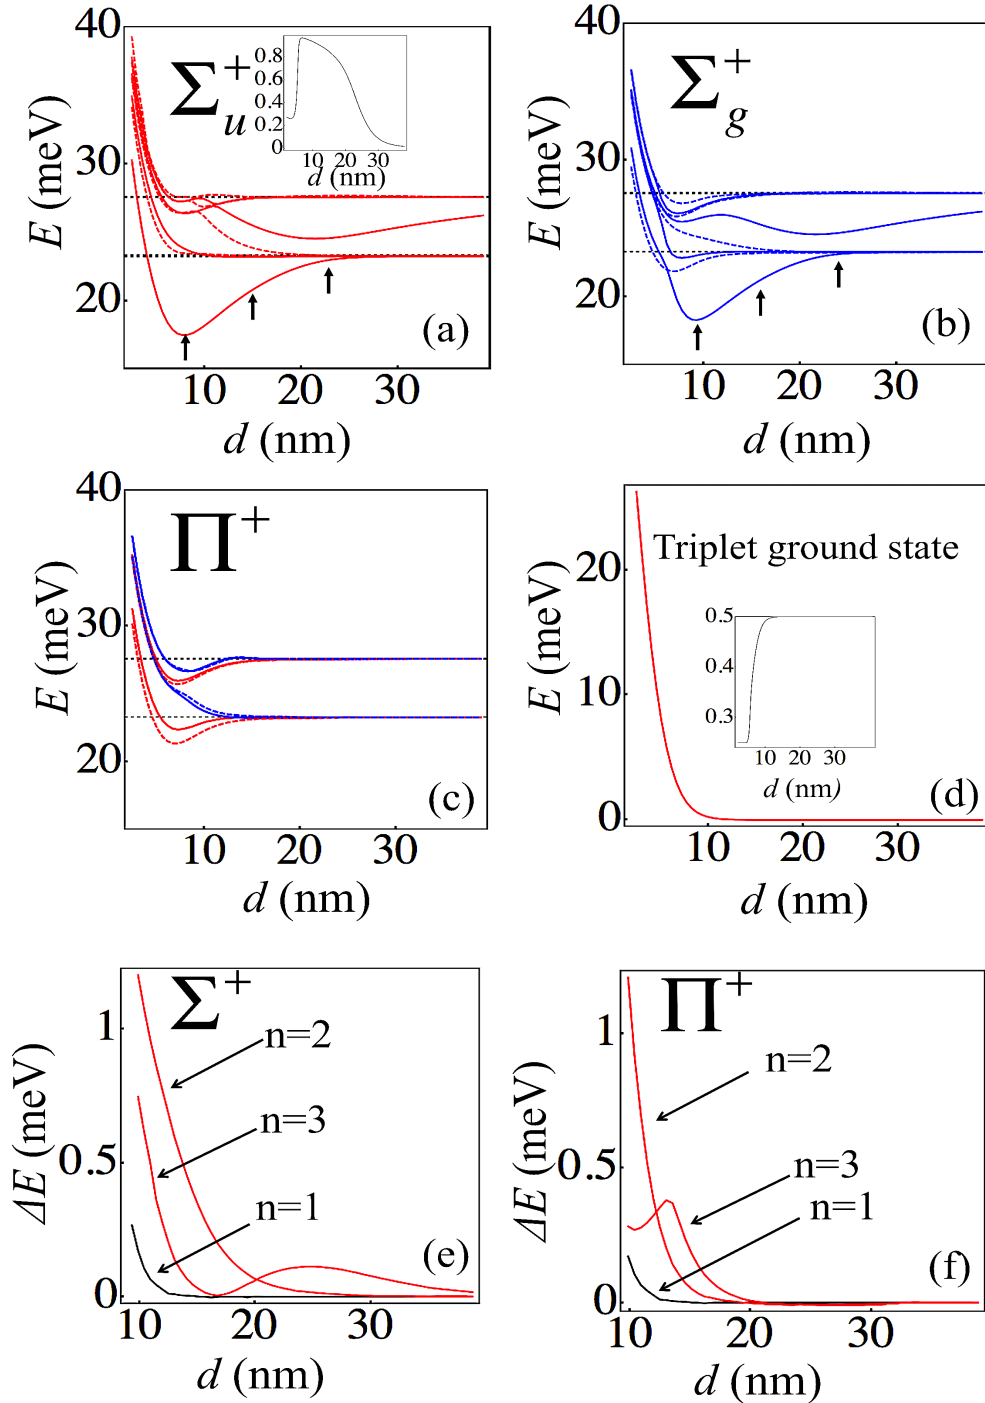 40
30
20
E (meV)
Σ
+
u
0.8
0.6
0.4
0.2
0
10 20 30
d (nm)
(a)
10 20 30
d (nm)
40
30
20
E (meV)
Σ
+
g
(b)
10 20 30
d (nm)
40
30
20
E (meV)
Π
+
(c)
10 20 30
d (nm)
20
10
0
E (meV)
Triplet ground state
0.5
0.4
0.3
10 30
d (nm)
(d)
10 20 30
d (nm)
1
0.5
0
ΔE (meV)
Σ
+
n=2
n=3
n=1
(e)
10 20 30
d (nm)
1
0.5
0
ΔE (meV)
Π
+
n=2
n=3
n=1
(f)
10 20 30
d (nm)